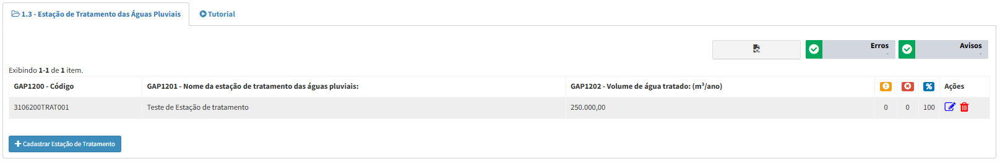 1.3 - Estação de Tratamento das Águas Pluviais
Tutorial
Erros
-
Avisos
-
Exibindo 1-1 de 1 item.
GAP1200 - Código GAP1201 - Nome da estação de tratamento das águas pluviais: GAP1202 - Volume de água tratado: (m³/ano) % Ações
3106200TRAT001 Teste de Estação de tratamento 250.000,00 0 0 100
Cadastrar Estação de Tratamento